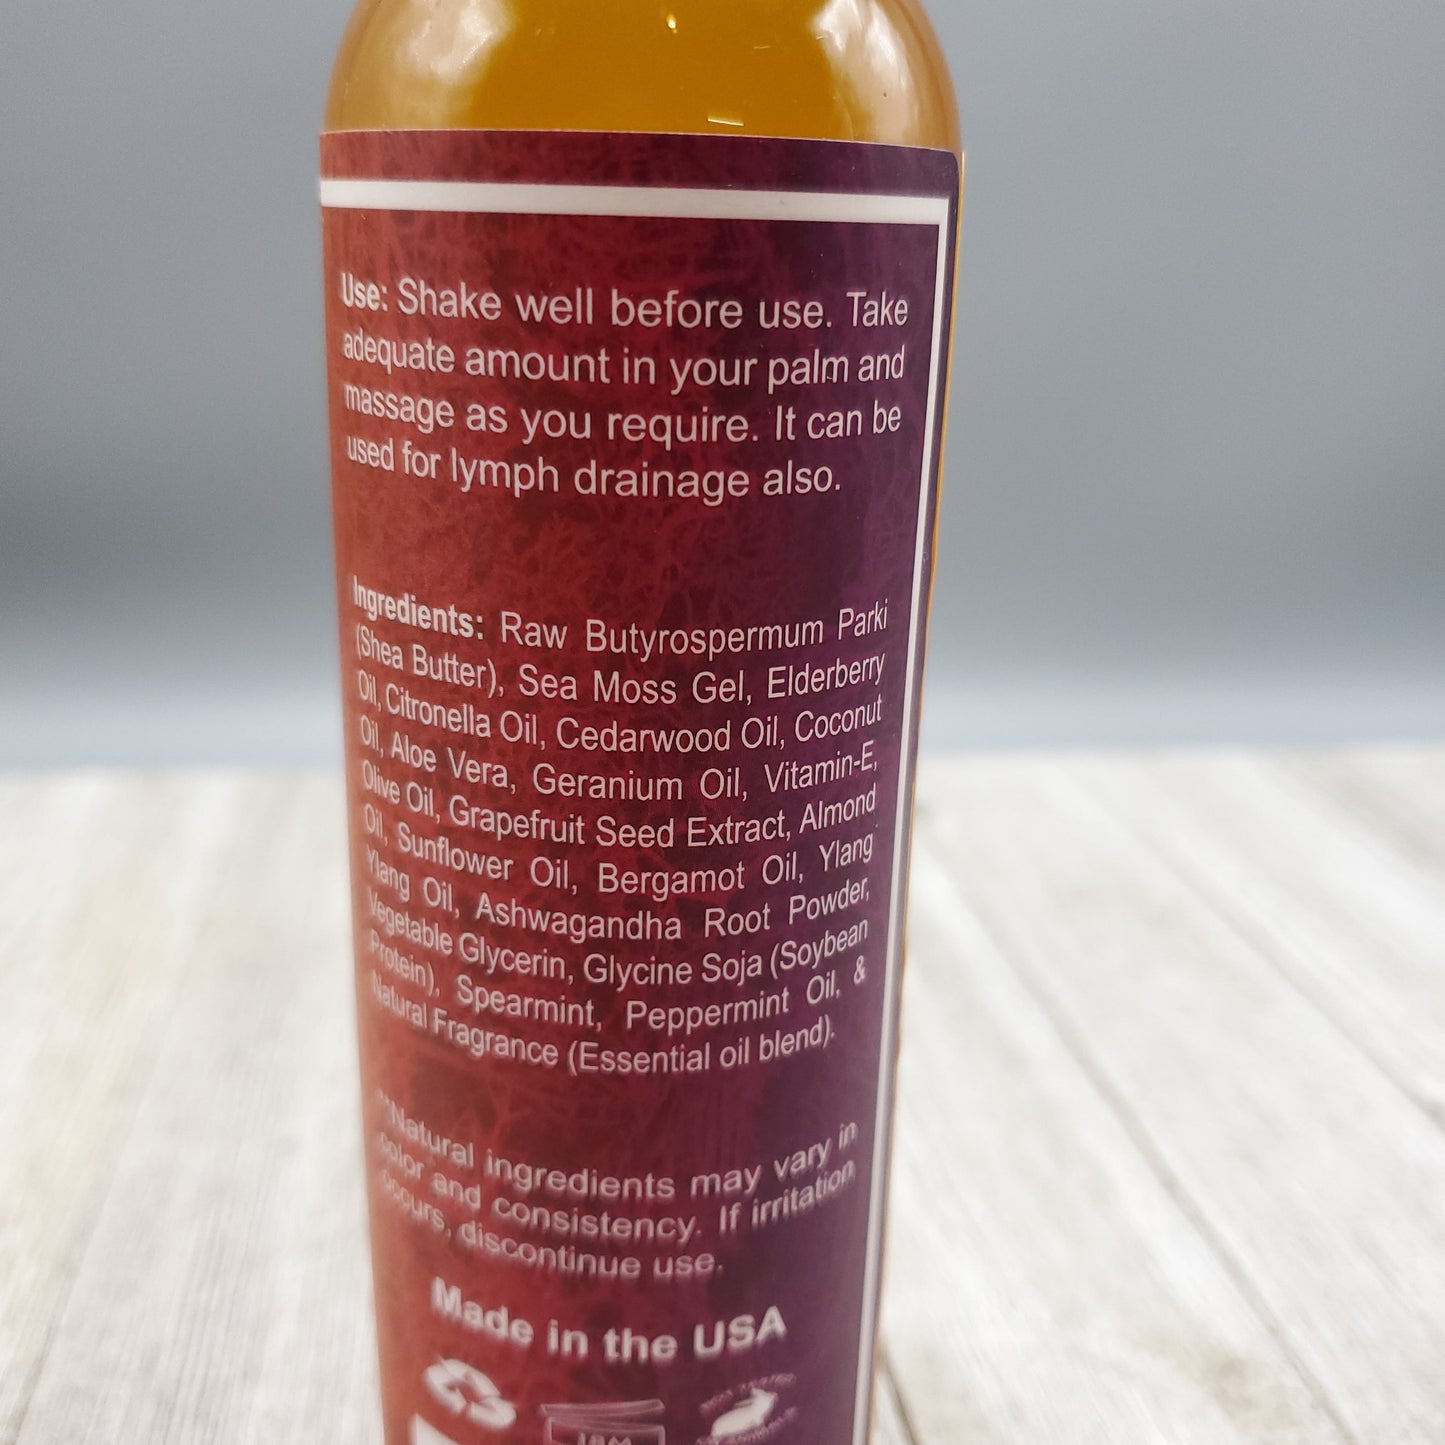 Use: Shake well before use. Take
adequate amount in your palm and
massage as you require. It can be
used for lymph drainage also.
Ingredients: Raw Butyrospermum Parki
(Shea Butter), Sea Moss Gel, Elderberry
Oil, Citronella Oil, Cedarwood Oil, Coconut
Oil, Aloe Vera, Geranium Oil, Vitamin-E,
Olive Oil, Grapefruit Seed Extract, Almond
Oil, Sunflower Oil, Bergamot Oil, Ylang
Ylang Oil, Ashwagandha Root Powder,
Vegetable Glycerin, Glycine Soja (Soybean
Protein), Spearmint, Peppermint Oil, &
Natural Fragrance (Essential oil blend).
**Natural ingredients may vary in
color and consistency. If irritation
occurs, discontinue use.
Made in the USA
18M